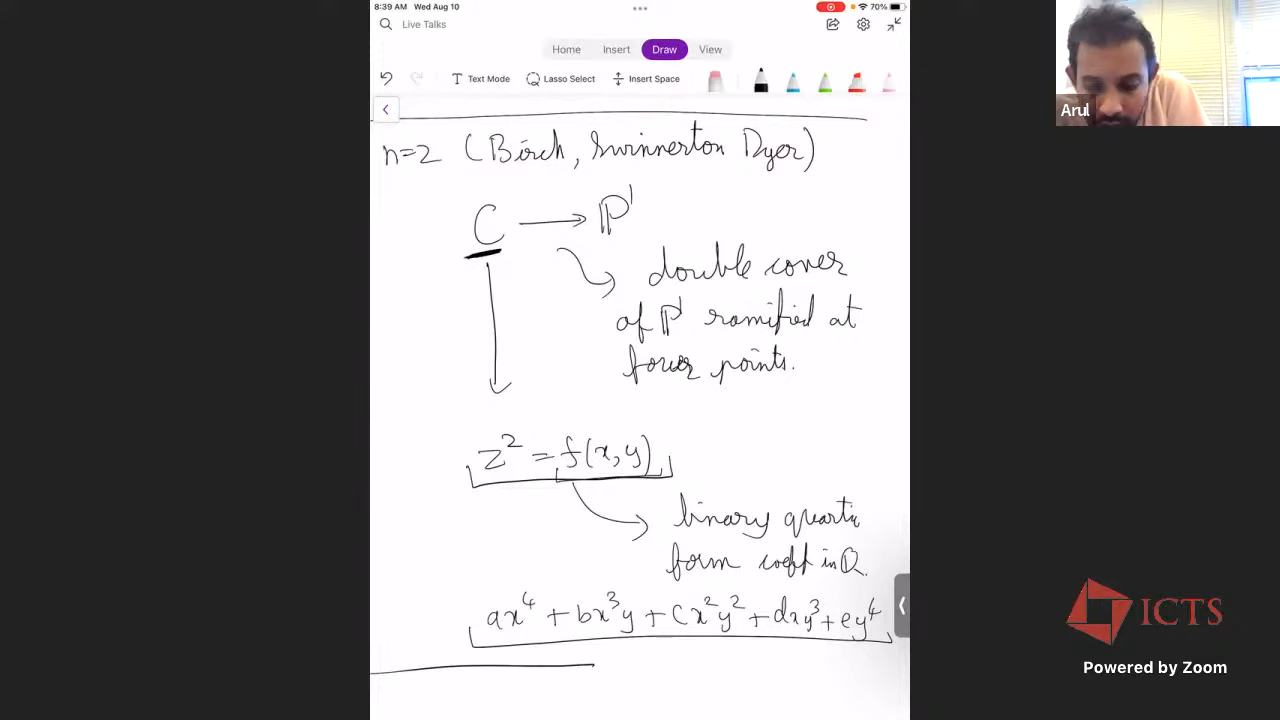 8:39 AM Wed Aug 10
70%
Live Talks
Home Insert Draw View
Text Mode Lasso Select Insert Space
n=2 (Birch, Swinnerton Dyer)
C → ℙ¹
double cover
of ℙ¹ ramified at
four points.
z² = f(x,y)
binary quartic
form coeff in Q.
ax⁴ + bx³y + cx²y² + dxy³ + ey⁴
Arul
ICTS
Powered by Zoom